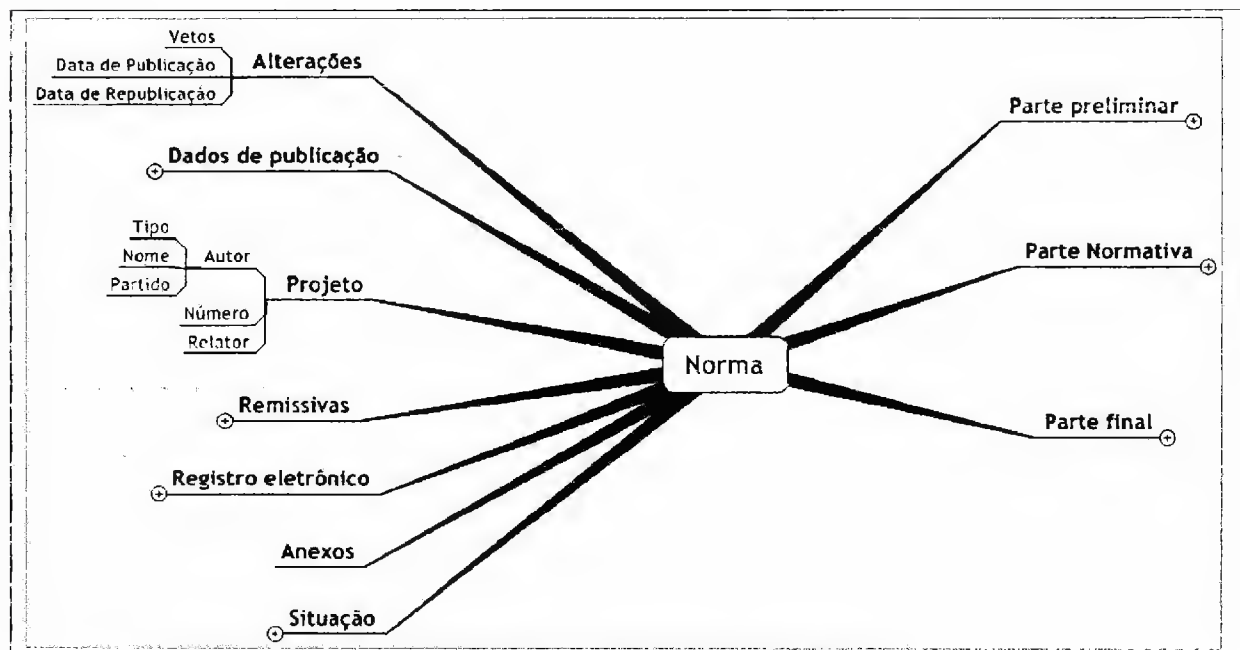 Vetos
Data de Publicação
Data de Republicação
Alterações
Dados de publicação
Tipo
Nome
Partido
Autor
Número
Relator
Projeto
Remissivas
Registro eletrônico
Anexos
Situação
Norma
Parte preliminar
Parte Normativa
Parte final